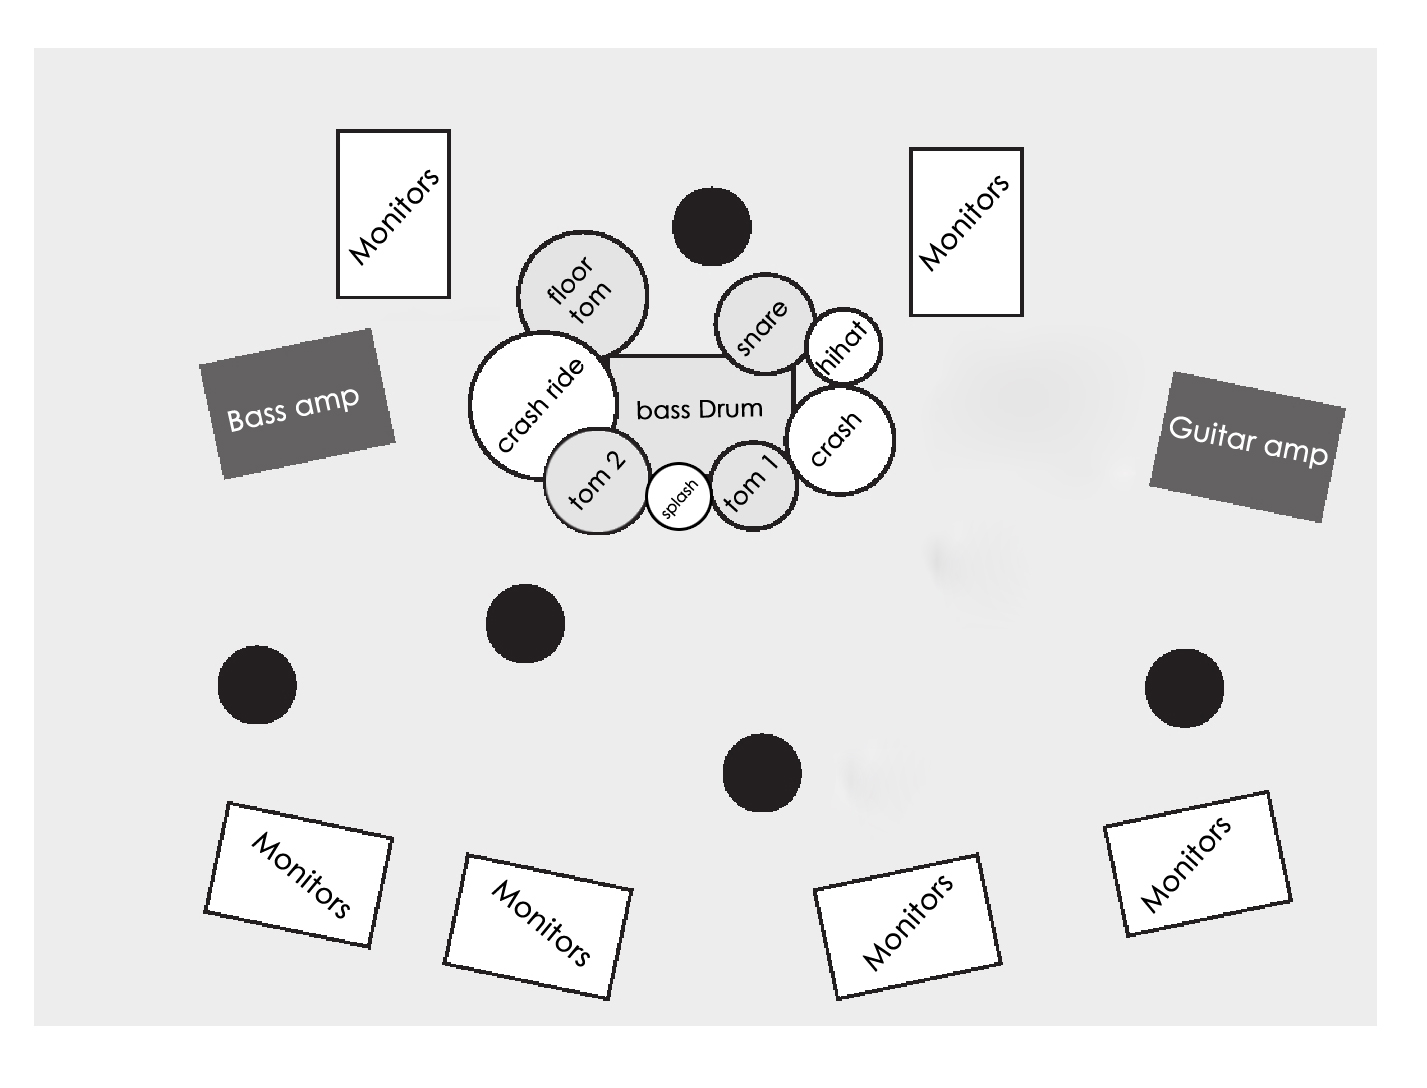 Monitors
Monitors
floor
tom
snare
hihat
Bass amp
crash ride
bass Drum
crash
Guitar amp
tom 2
splash
tom 1
Monitors
Monitors
Monitors
Monitors